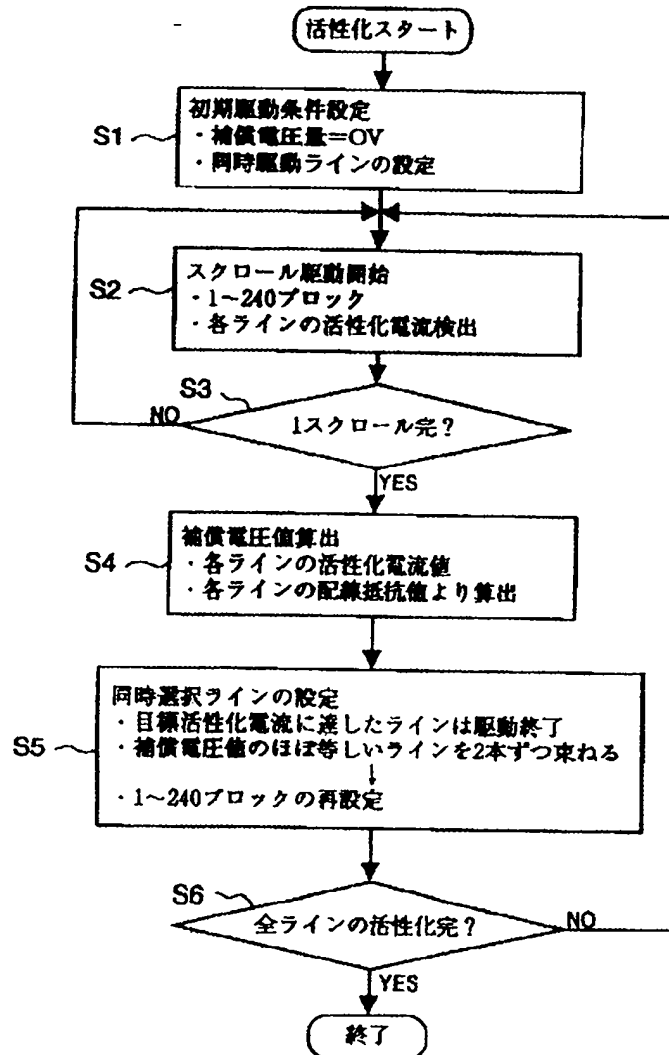 活性化スタート
S1
初期駆動条件設定
・補償電圧量=0V
・同時駆動ラインの設定
S2
スクロール駆動開始
・1~240ブロック
・各ラインの活性化電流検出
S3
NO
1スクロール完?
YES
S4
補償電圧値算出
・各ラインの活性化電流値
・各ラインの配線抵抗値より算出
S5
同時選択ラインの設定
・目標活性化電流に達したラインは駆動終了
・補償電圧値のほぼ等しいラインを2本ずつ束ねる
↓
・1~240ブロックの再設定
S6
全ラインの活性化完?
NO
YES
終了